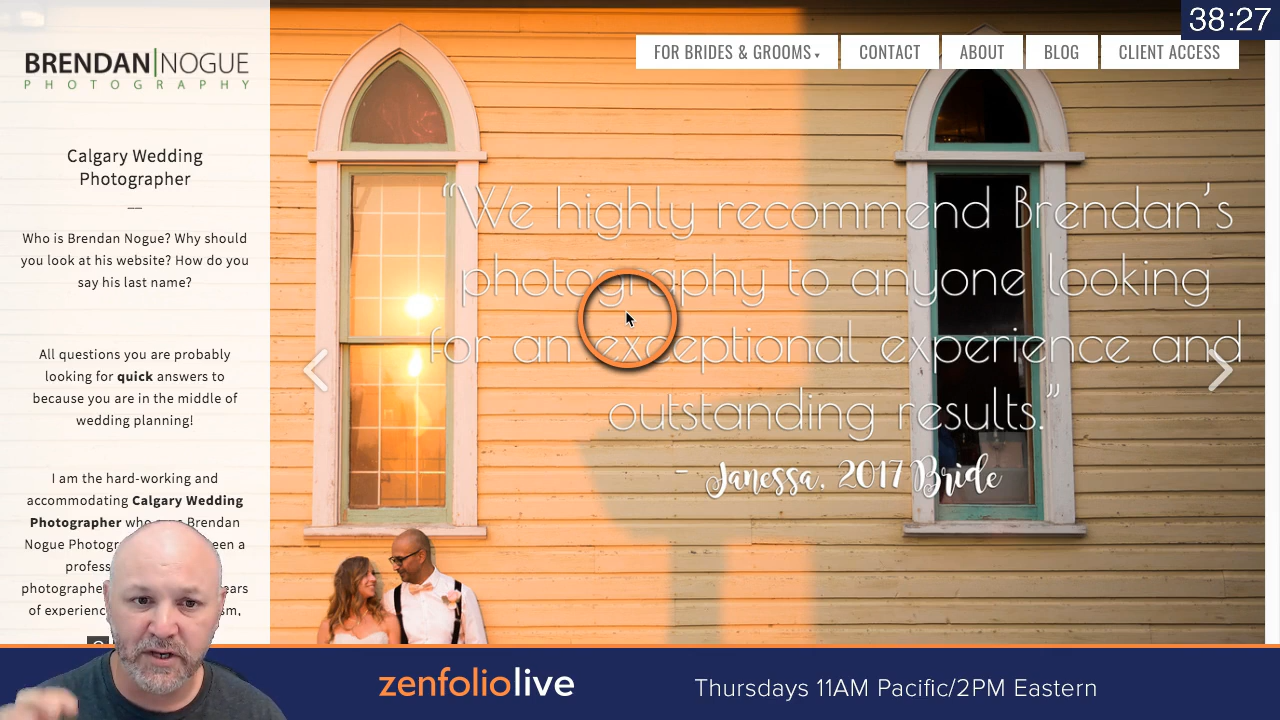 38:27
BRENDAN|NOGUE
PHOTOGRAPHY
FOR BRIDES & GROOMS
CONTACT
ABOUT
BLOG
CLIENT ACCESS
Calgary Wedding
Photographer
Who is Brendan Nogue? Why should
you look at his website? How do you
say his last name?
All questions you are probably
looking for quick answers to
because you are in the middle of
wedding planning!
I am the hard-working and
accommodating Calgary Wedding
Photographer Brendan
Nogue
of
“We highly recommend Brendan’s
photography to anyone looking
for an exceptional experience and
outstanding results.”
- Janessa, 2017 Bride
zenfoliolive
Thursdays 11AM Pacific/2PM Eastern